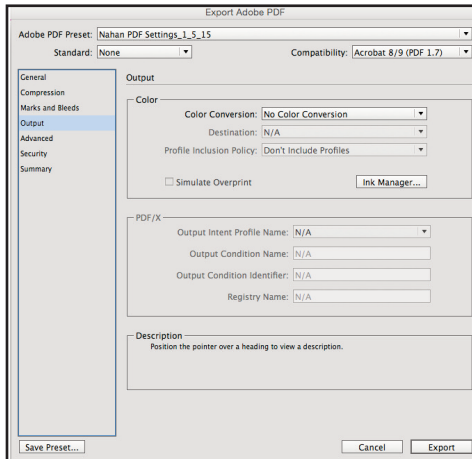 Export Adobe PDF
Adobe PDF Preset: Nahan PDF Settings_1_5_15
Standard: None Compatibility: Acrobat 8/9 (PDF 1.7)
General
Compression
Marks and Bleeds
Output
Advanced
Security
Summary
Output
Color
Color Conversion: No Color Conversion
Destination: N/A
Profile Inclusion Policy: Don't Include Profiles
Simulate Overprint Ink Manager...
PDF/X
Output Intent Profile Name: N/A
Output Condition Name: N/A
Output Condition Identifier: N/A
Registry Name: N/A
Description
Position the pointer over a heading to view a description.
Save Preset... Cancel Export